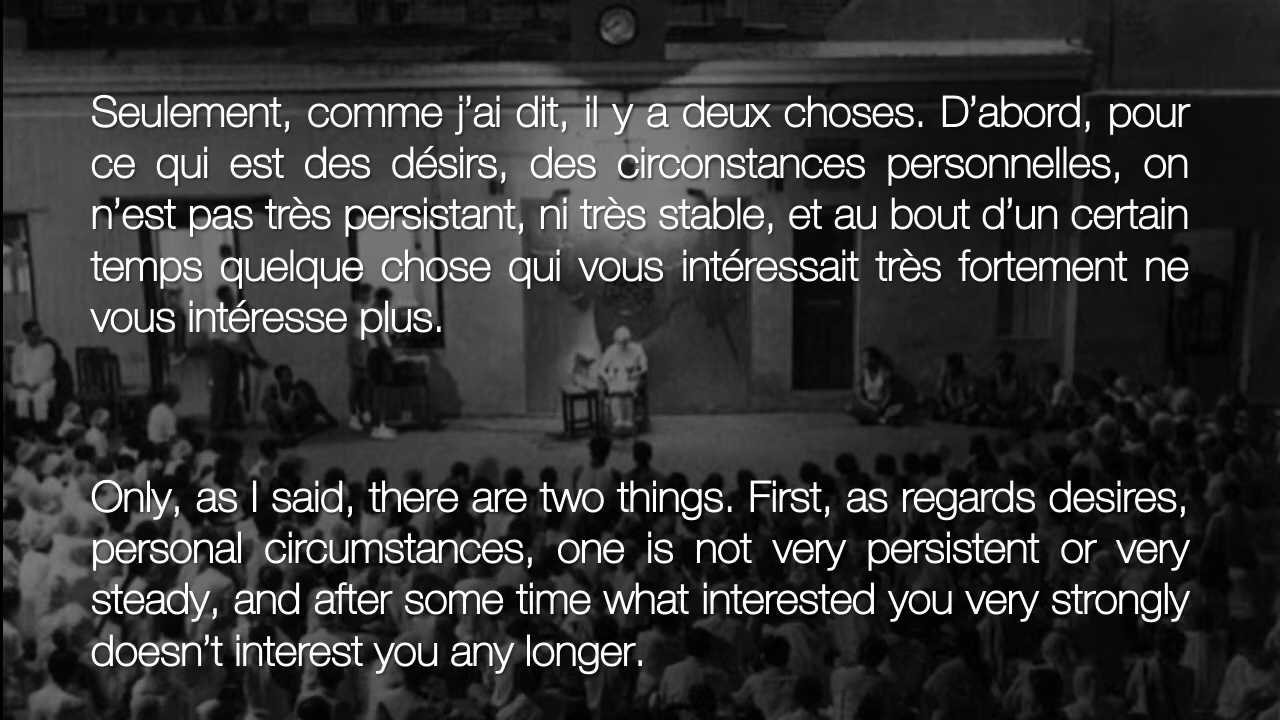 Seulement, comme j’ai dit, il y a deux choses. D’abord, pour
ce qui est des désirs, des circonstances personnelles, on
n’est pas très persistant, ni très stable, et au bout d’un certain
temps quelque chose qui vous intéressait très fortement ne
vous intéresse plus.
Only, as I said, there are two things. First, as regards desires,
personal circumstances, one is not very persistent or very
steady, and after some time what interested you very strongly
doesn’t interest you any longer.